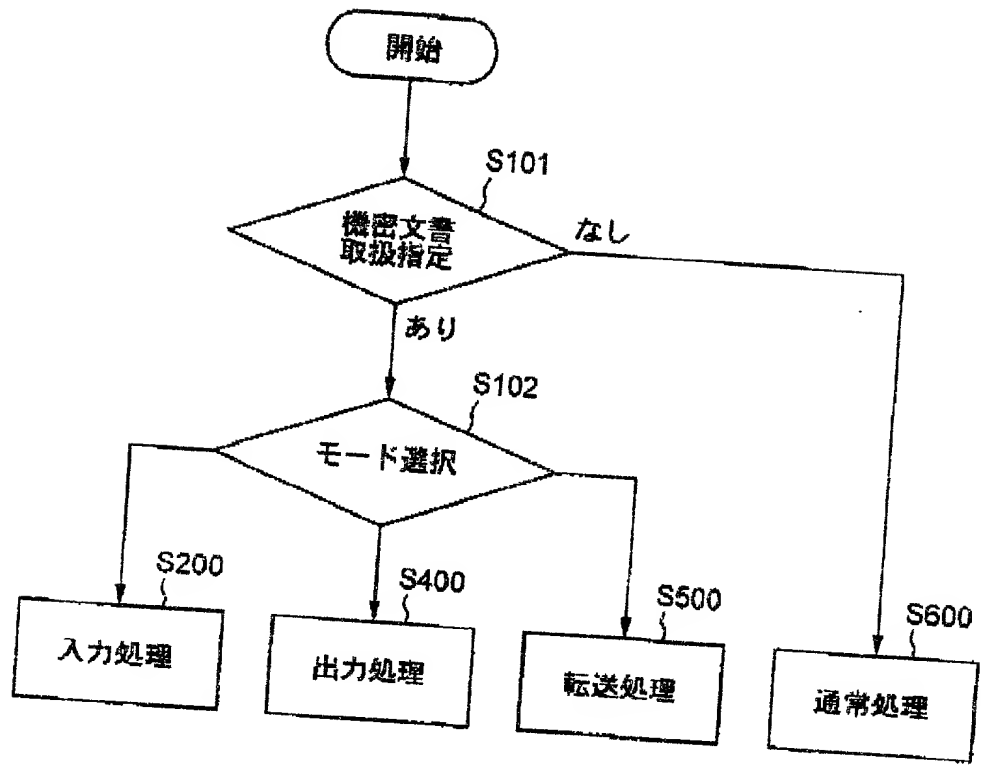 開始
S101
機密文書
取扱指定
なし
あり
S102
モード選択
S200
入力処理
S400
出力処理
S500
転送処理
S600
通常処理